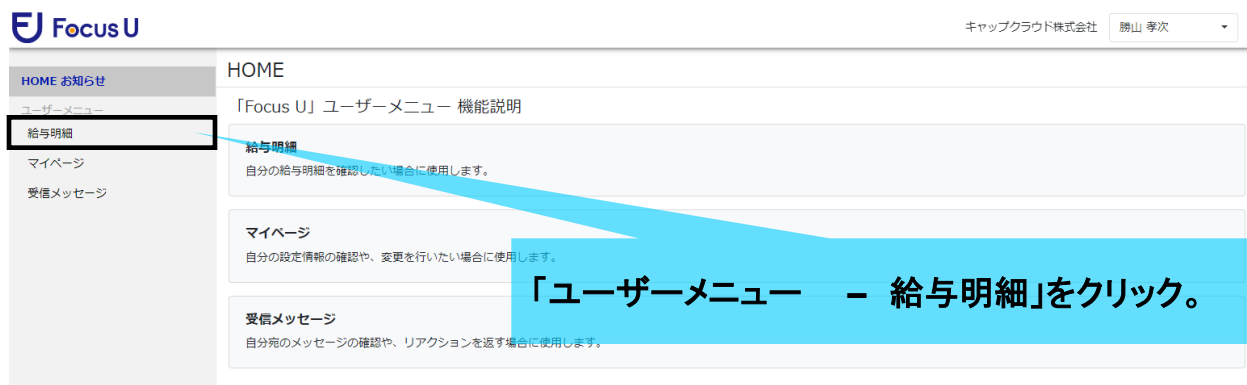 Focus U
キャップクラウド株式会社 勝山 孝次
HOME お知らせ
ユーザーメニュー
給与明細
マイページ
受信メッセージ
HOME
「Focus U」ユーザーメニュー 機能説明
給与明細
自分の給与明細を確認したい場合に使用します。
マイページ
自分の設定情報の確認や、変更を行いたい場合に使用します。
受信メッセージ
自分宛のメッセージの確認や、リアクションを返す場合に使用します。
「ユーザーメニュー － 給与明細」をクリック。